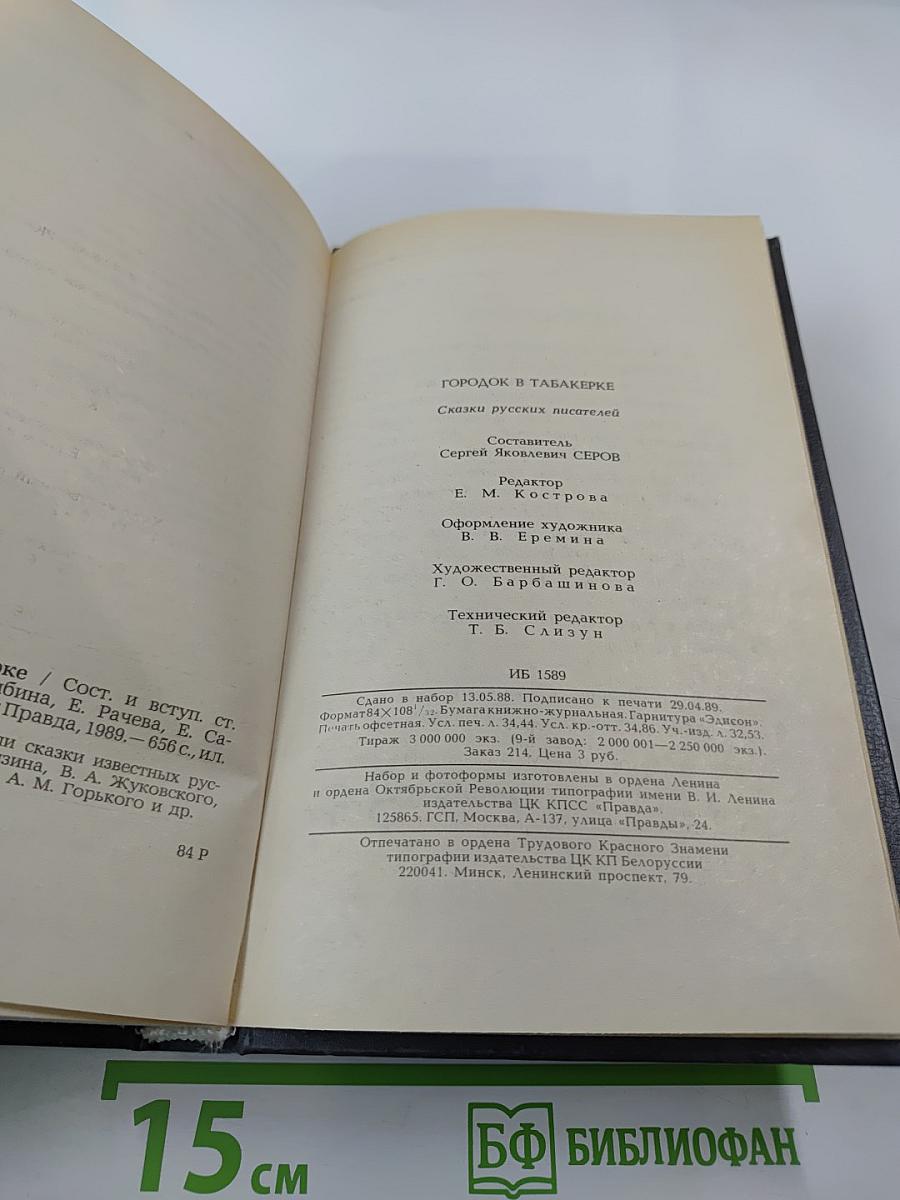 рке / Сост. и вступ. ст.
бина, Е. Рачева, Е. Са-
Правда, 1989.— 656 с., ил.
ли сказки известных рус-
зина, В. А. Жуковского,
А. М. Горького и др.
84 Р
ГОРОДОК В ТАБАКЕРКЕ
Сказки русских писателей
Составитель
Сергей Яковлевич СЕРОВ
Редактор
Е. М. Кострова
Оформление художника
В. В. Еремина
Художественный редактор
Г. О. Барбашинова
Технический редактор
Т. Б. Слизун
ИБ 1589
Сдано в набор 13.05.88. Подписано к печати 29.04.89.
Формат 84×108 1/32. Бумага книжно-журнальная. Гарнитура «Эдисон».
Печать офсетная. Усл. печ. л. 34,44. Усл. кр.-отт. 34,86. Уч.-изд. л. 32,53.
Тираж 3 000 000 экз. (9-й завод: 2 000 001—2 250 000 экз.).
Заказ 214. Цена 3 руб.
Набор и фотоформы изготовлены в ордена Ленина
и ордена Октябрьской Революции типографии имени В. И. Ленина
издательства ЦК КПСС «Правда».
125865. ГСП, Москва, А-137, улица «Правды», 24.
Отпечатано в ордена Трудового Красного Знамени
типографии издательства ЦК КП Белоруссии
220041. Минск, Ленинский проспект, 79.
15 см
БФ БИБЛИОФАН